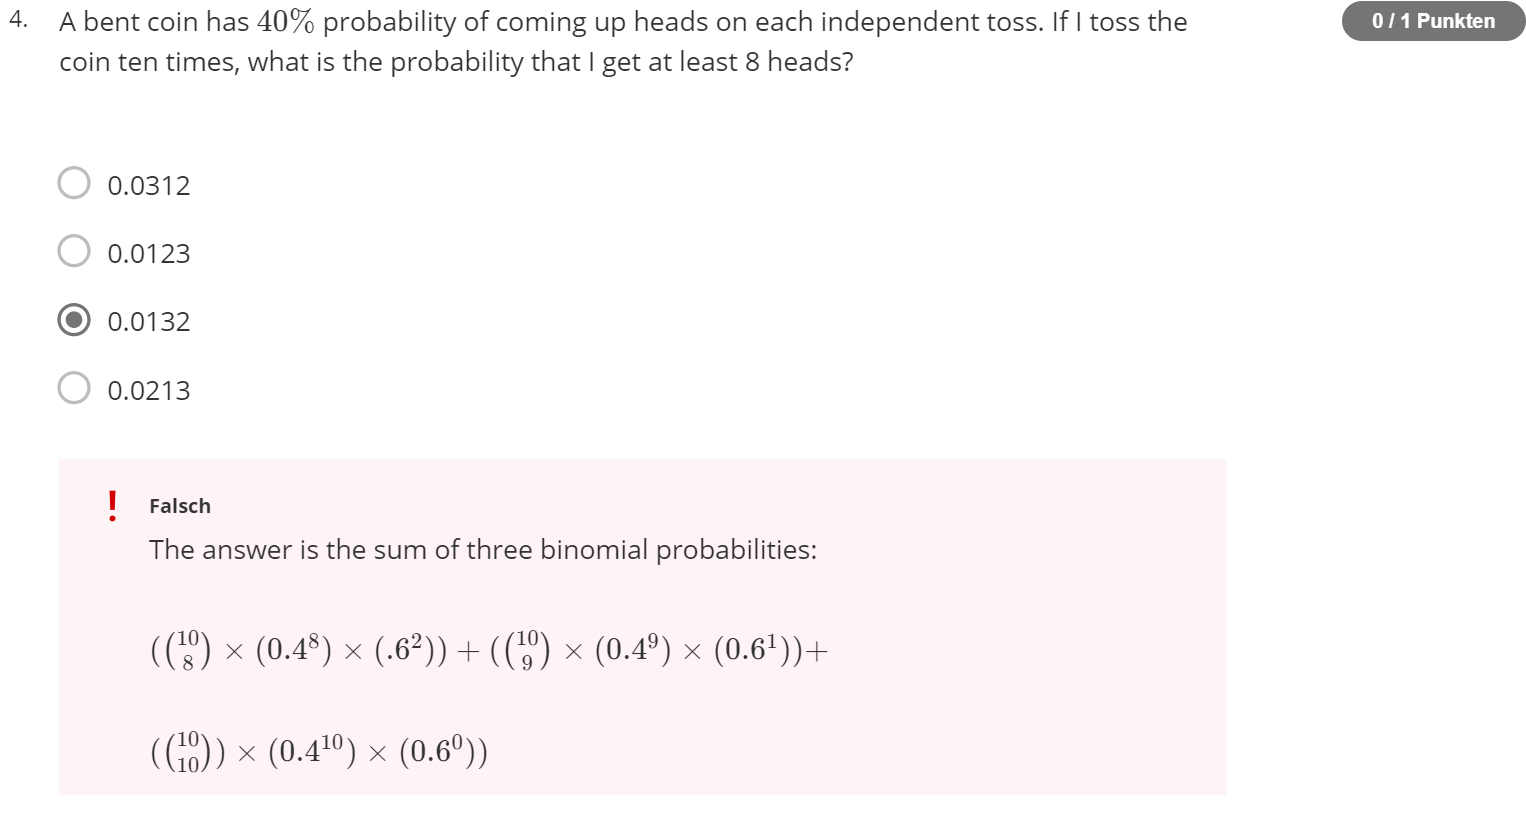 4. A bent coin has 40% probability of coming up heads on each independent toss. If I toss the
0 / 1 Punkten
coin ten times, what is the probability that I get at least 8 heads?
0.0312
0.0123
0.0132
0.0213
! Falsch
The answer is the sum of three binomial probabilities:
((10 8) × (0.4⁸) × (.6²)) + ((10 9) × (0.4⁹) × (0.6¹))+
((10 10)) × (0.4¹⁰) × (0.6⁰))